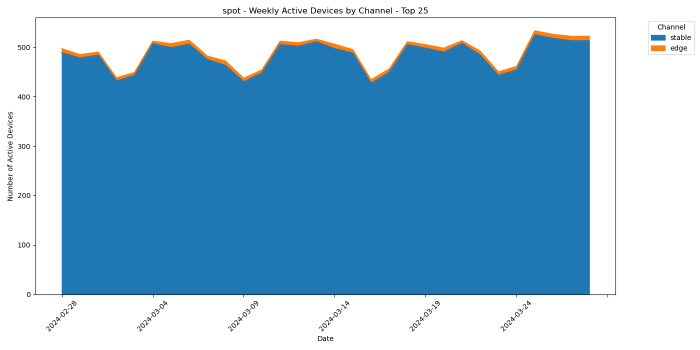 spot - Weekly Active Devices by Channel - Top 25
Channel
stable
edge
Number of Active Devices
500
400
300
200
100
0
2024-02-28
2024-03-04
2024-03-09
2024-03-14
2024-03-19
2024-03-24
Date